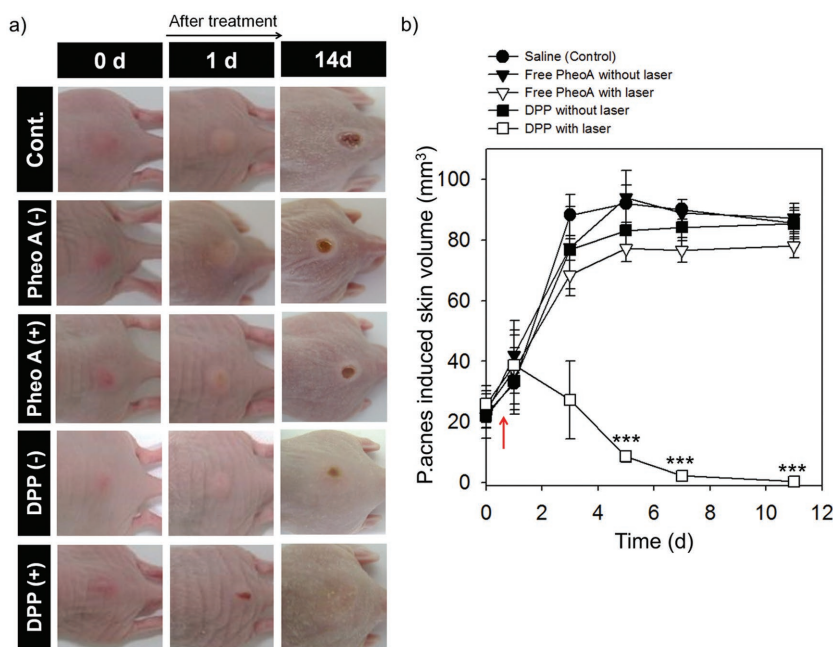 a)
After treatment
0 d
1 d
14d
Cont.
Pheo A (-)
Pheo A (+)
DPP (-)
DPP (+)
b)
Saline (Control)
Free PheoA without laser
Free PheoA with laser
DPP without laser
DPP with laser
P.acnes induced skin volume (mm³)
100
80
60
40
20
0
***
***
***
0
2
4
6
8
10
12
Time (d)